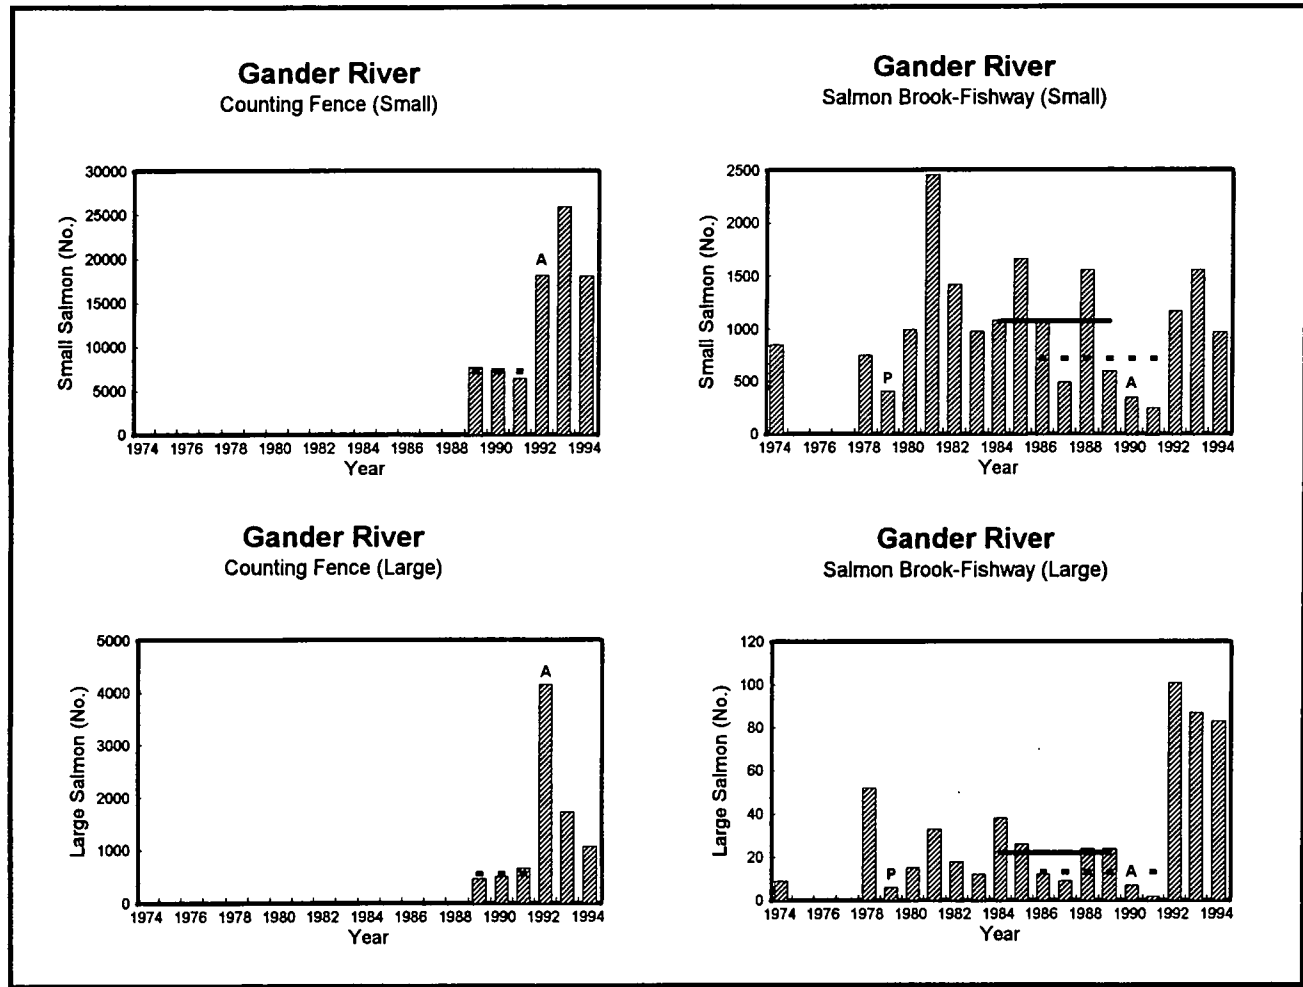 Gander River
Counting Fence (Small)
30000
25000
20000
15000
10000
5000
0
Small Salmon (No.)
A
1974 1976 1978 1980 1982 1984 1986 1988 1990 1992 1994
Year
Gander River
Salmon Brook-Fishway (Small)
2500
2000
1500
1000
500
0
Small Salmon (No.)
P
A
1974 1976 1978 1980 1982 1984 1986 1988 1990 1992 1994
Year
Gander River
Counting Fence (Large)
5000
4000
3000
2000
1000
0
Large Salmon (No.)
A
1974 1976 1978 1980 1982 1984 1986 1988 1990 1992 1994
Year
Gander River
Salmon Brook-Fishway (Large)
120
100
80
60
40
20
0
Large Salmon (No.)
P
A
1974 1976 1978 1980 1982 1984 1986 1988 1990 1992 1994
Year